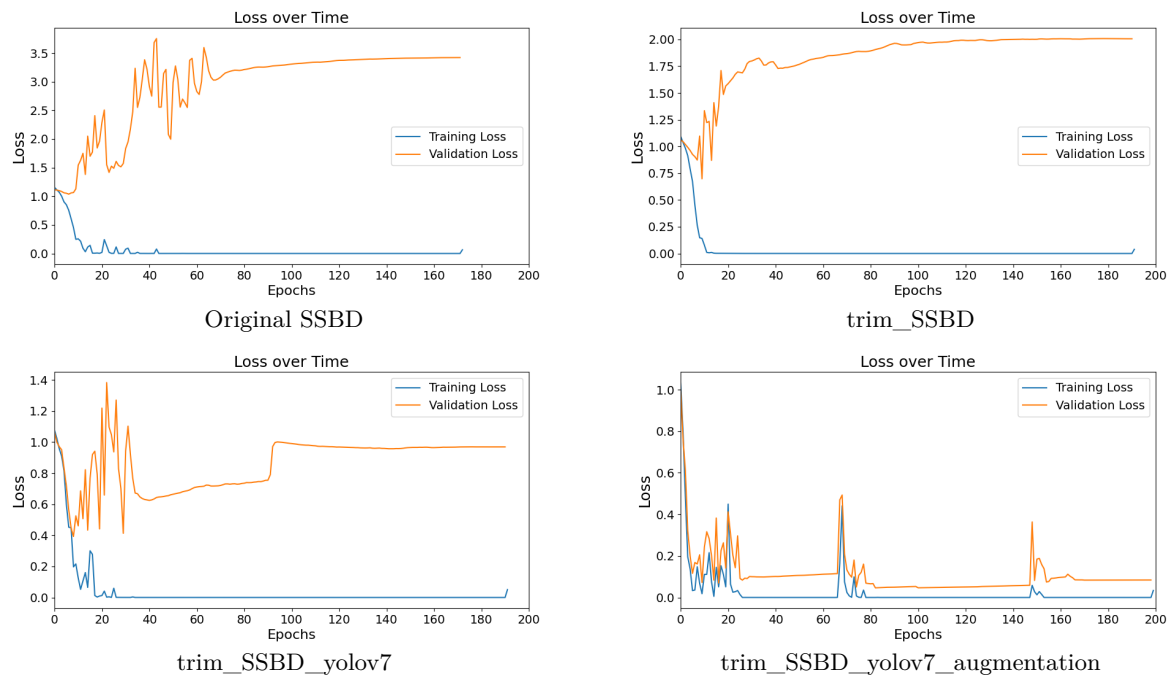 Loss over Time
3.5
3.0
2.5
2.0
1.5
1.0
0.5
0.0
Loss
Training Loss
Validation Loss
0 20 40 60 80 100 120 140 160 180 200
Epochs
Original SSBD
Loss over Time
2.00
1.75
1.50
1.25
1.00
0.75
0.50
0.25
0.00
Loss
Training Loss
Validation Loss
0 20 40 60 80 100 120 140 160 180 200
Epochs
trim_SSBD
Loss over Time
1.4
1.2
1.0
0.8
0.6
0.4
0.2
0.0
Loss
Training Loss
Validation Loss
0 20 40 60 80 100 120 140 160 180 200
Epochs
trim_SSBD_yolov7
Loss over Time
1.0
0.8
0.6
0.4
0.2
0.0
Loss
Training Loss
Validation Loss
0 20 40 60 80 100 120 140 160 180 200
Epochs
trim_SSBD_yolov7_augmentation